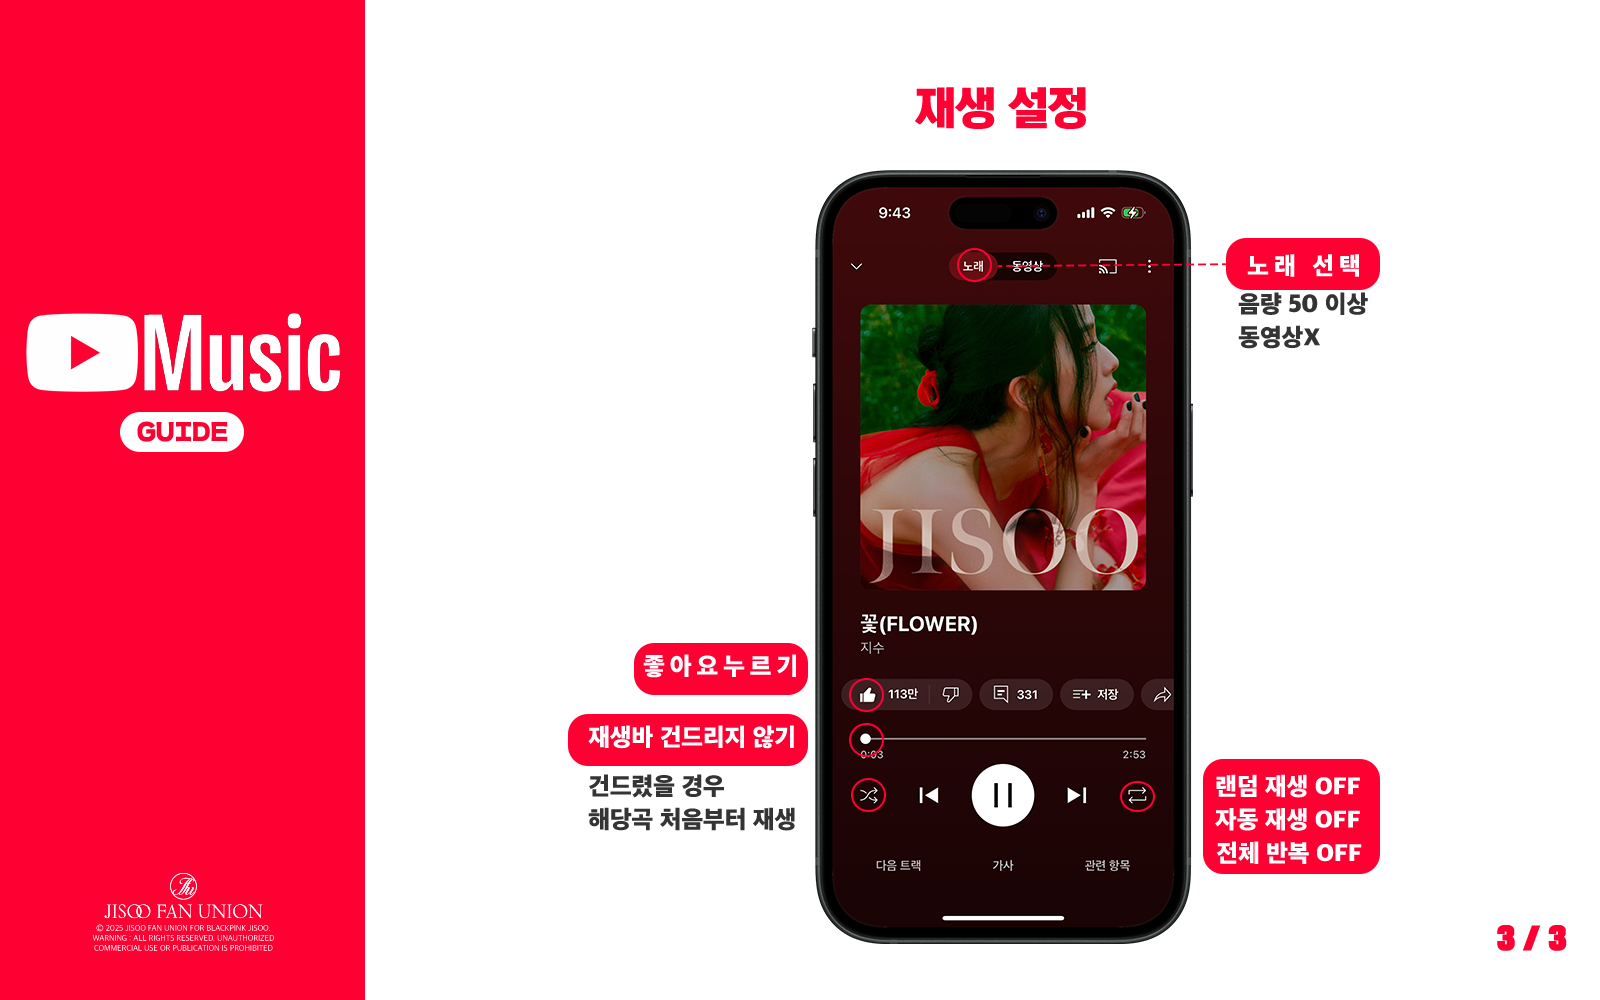 Music
GUIDE
JISOO FAN UNION
© 2025 JISOO FAN UNION FOR BLACKPINK JISOO.
WARNING : ALL RIGHTS RESERVED. UNAUTHORIZED
COMMERCIAL USE OR PUBLICATION IS PROHIBITED
재생 설정
9:43
노래 동영상
노래 선택
음량 50 이상
동영상X
JISOO
꽃(FLOWER)
지수
좋아요누르기
113만 331 저장
재생바 건드리지 않기
건드렸을 경우
해당곡 처음부터 재생
0:03 2:53
랜덤 재생 OFF
자동 재생 OFF
전체 반복 OFF
다음 트랙 가사 관련 항목
3 / 3